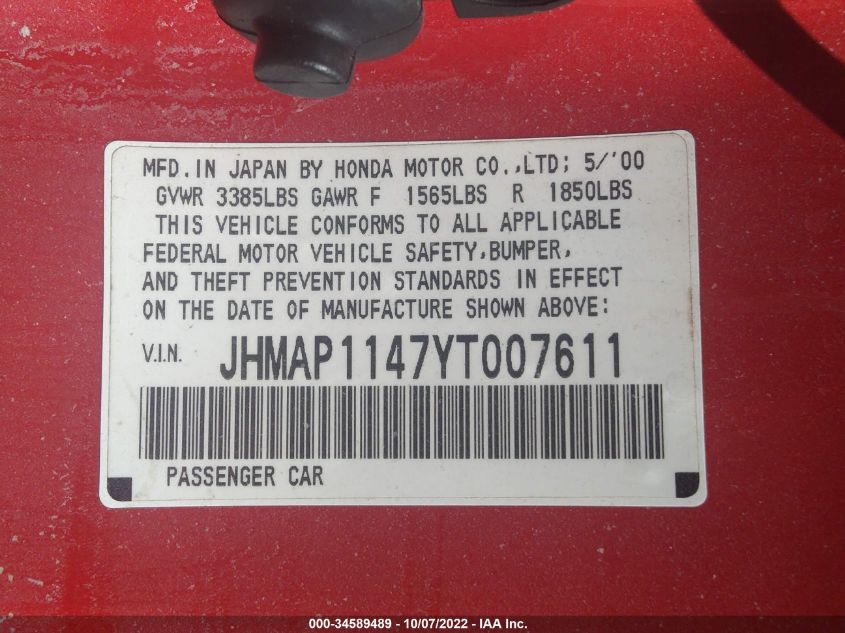 MFD.IN JAPAN BY HONDA MOTOR CO.,LTD; 5/'00
GVWR 3385LBS GAWR F 1565LBS R 1850LBS
THIS VEHICLE CONFORMS TO ALL APPLICABLE
FEDERAL MOTOR VEHICLE SAFETY,BUMPER,
AND THEFT PREVENTION STANDARDS IN EFFECT
ON THE DATE OF MANUFACTURE SHOWN ABOVE:
V.I.N. JHMAP1147YT007611
PASSENGER CAR
000-34589489 - 10/07/2022 - IAA Inc.